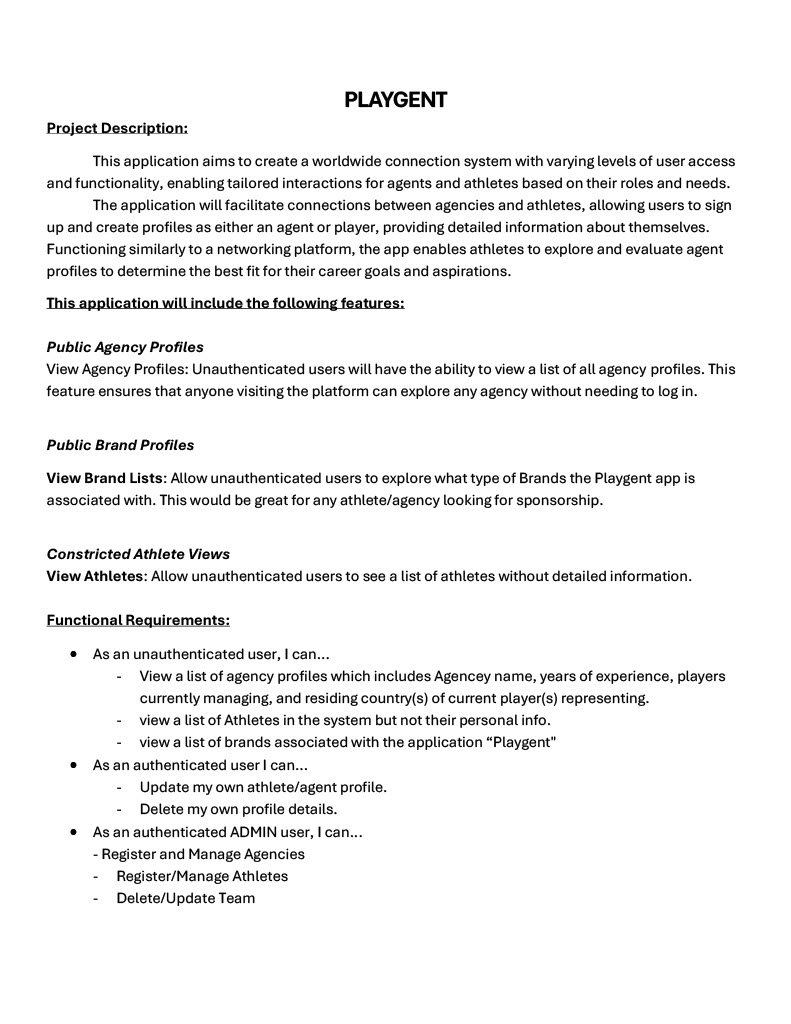 PLAYGENT
Project Description:
This application aims to create a worldwide connection system with varying levels of user access
and functionality, enabling tailored interactions for agents and athletes based on their roles and needs.
The application will facilitate connections between agencies and athletes, allowing users to sign
up and create profiles as either an agent or player, providing detailed information about themselves.
Functioning similarly to a networking platform, the app enables athletes to explore and evaluate agent
profiles to determine the best fit for their career goals and aspirations.
This application will include the following features:
Public Agency Profiles
View Agency Profiles: Unauthenticated users will have the ability to view a list of all agency profiles. This
feature ensures that anyone visiting the platform can explore any agency without needing to log in.
Public Brand Profiles
View Brand Lists: Allow unauthenticated users to explore what type of Brands the Playgent app is
associated with. This would be great for any athlete/agency looking for sponsorship.
Constricted Athlete Views
View Athletes: Allow unauthenticated users to see a list of athletes without detailed information.
Functional Requirements:
• As an unauthenticated user, I can...
- View a list of agency profiles which includes Agencey name, years of experience, players
currently managing, and residing country(s) of current player(s) representing.
- view a list of Athletes in the system but not their personal info.
- view a list of brands associated with the application “Playgent"
• As an authenticated user I can...
- Update my own athlete/agent profile.
- Delete my own profile details.
• As an authenticated ADMIN user, I can...
- Register and Manage Agencies
- Register/Manage Athletes
- Delete/Update Team